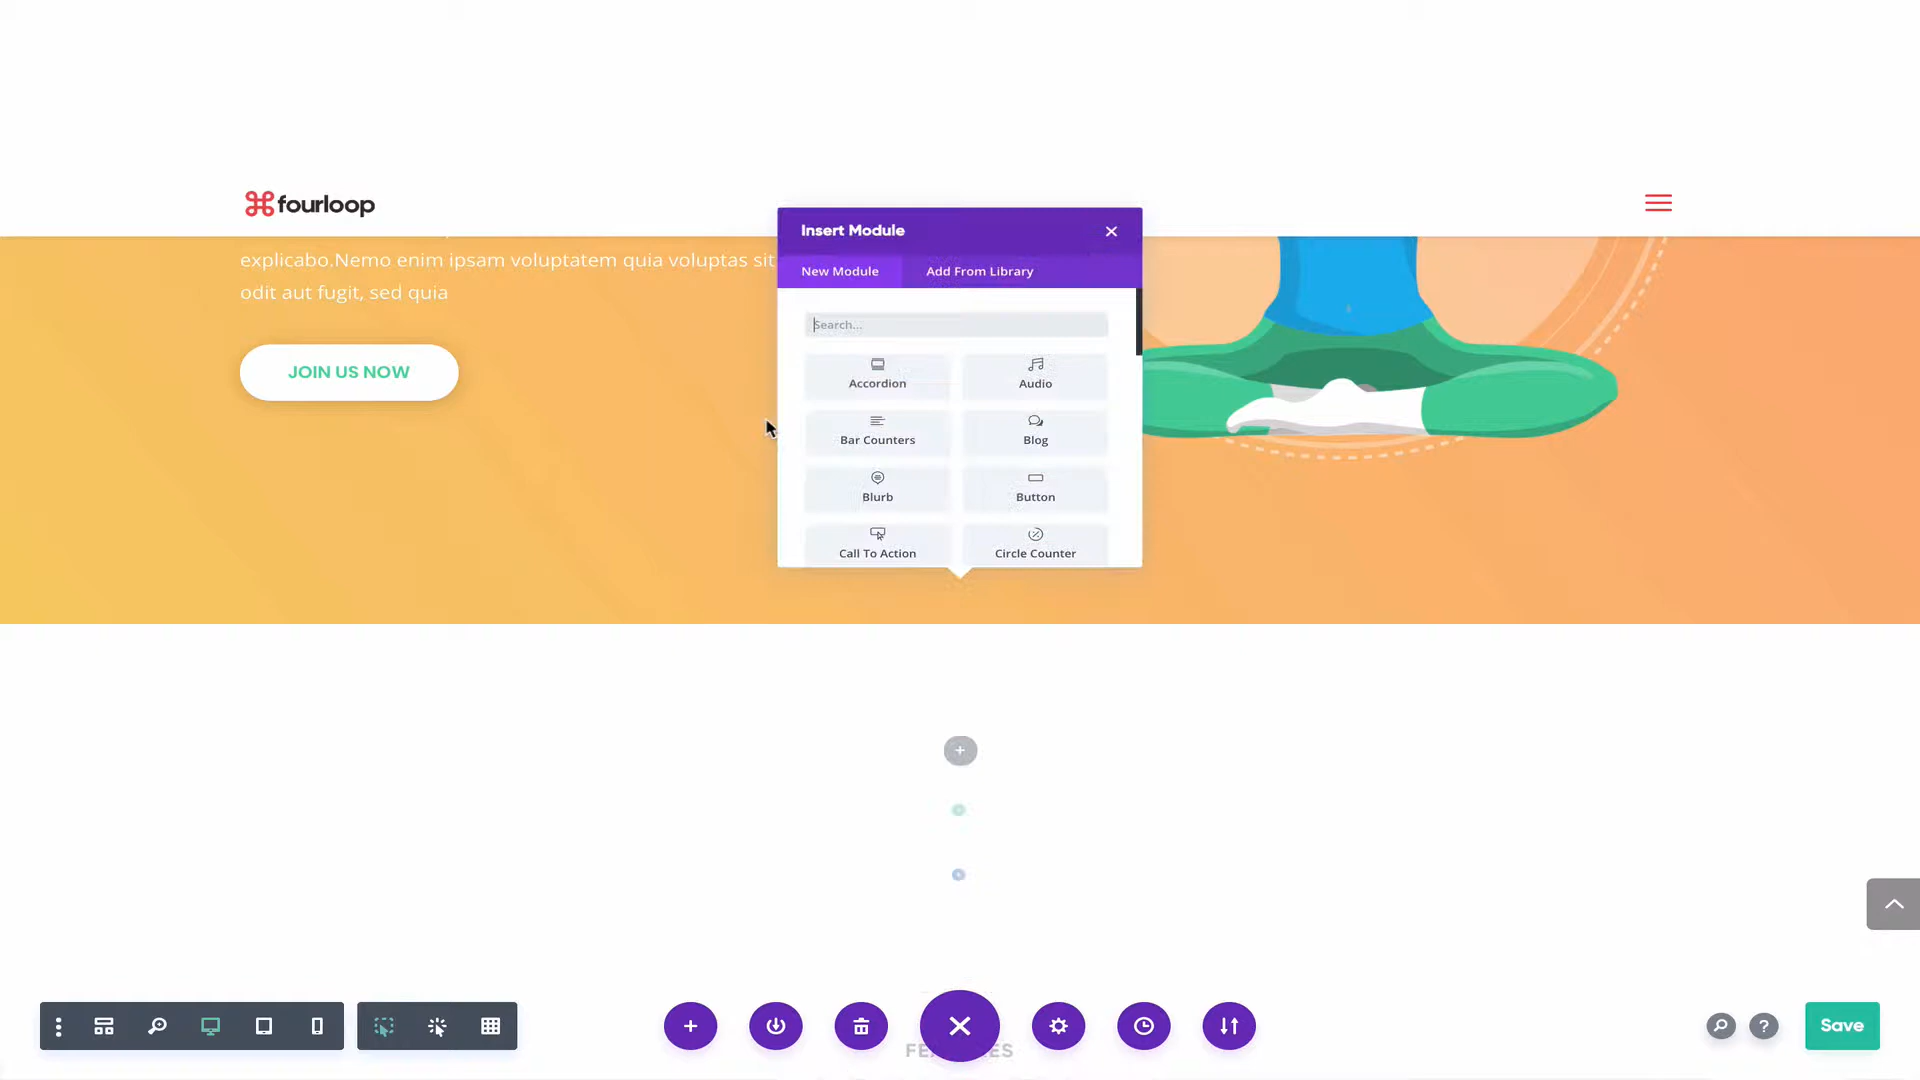 fourloop
Insert Module
New Module
Add From Library
explicabo.Nemo enim ipsam voluptatem quia voluptas sit
odit aut fugit, sed quia
Search...
JOIN US NOW
Accordion
Audio
Bar Counters
Blog
Blurb
Button
Call To Action
Circle Counter
?
Save